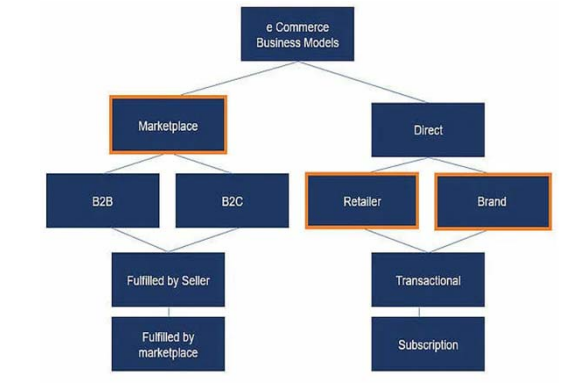 e Commerce
Business Models
Marketplace
Direct
B2B
B2C
Retailer
Brand
Fulfilled by Seller
Transactional
Fulfilled by
marketplace
Subscription